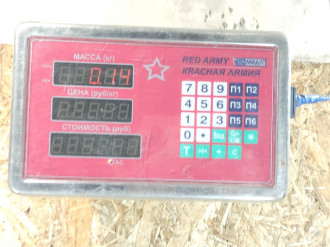 МАССА (кг)
RED ARMY МИДЛ
КРАСНАЯ АРМИЯ
0.14
ЦЕНА (руб/кг)
7 8 9 П1 П2
4 5 6 П3 П4
1 2 3 П5 П6
СТОИМОСТЬ (руб)
0
T C